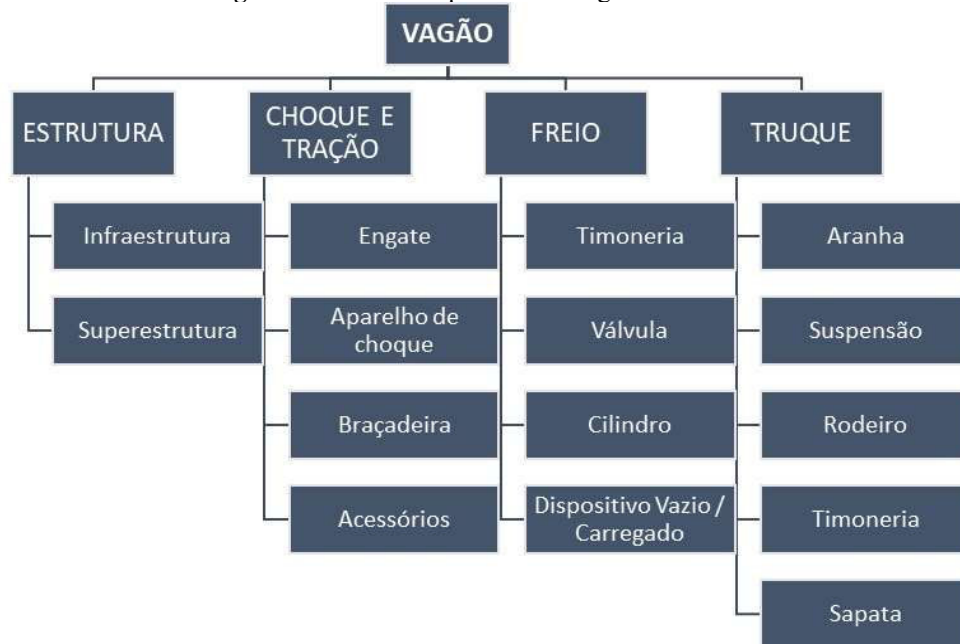 VAGÃO
ESTRUTURA
Infraestrutura
Superestrutura
CHOQUE E
TRAÇÃO
Engate
Aparelho de
choque
Braçadeira
Acessórios
FREIO
Timoneria
Válvula
Cilindro
Dispositivo Vazio /
Carregado
TRUQUE
Aranha
Suspensão
Rodeiro
Timoneria
Sapata